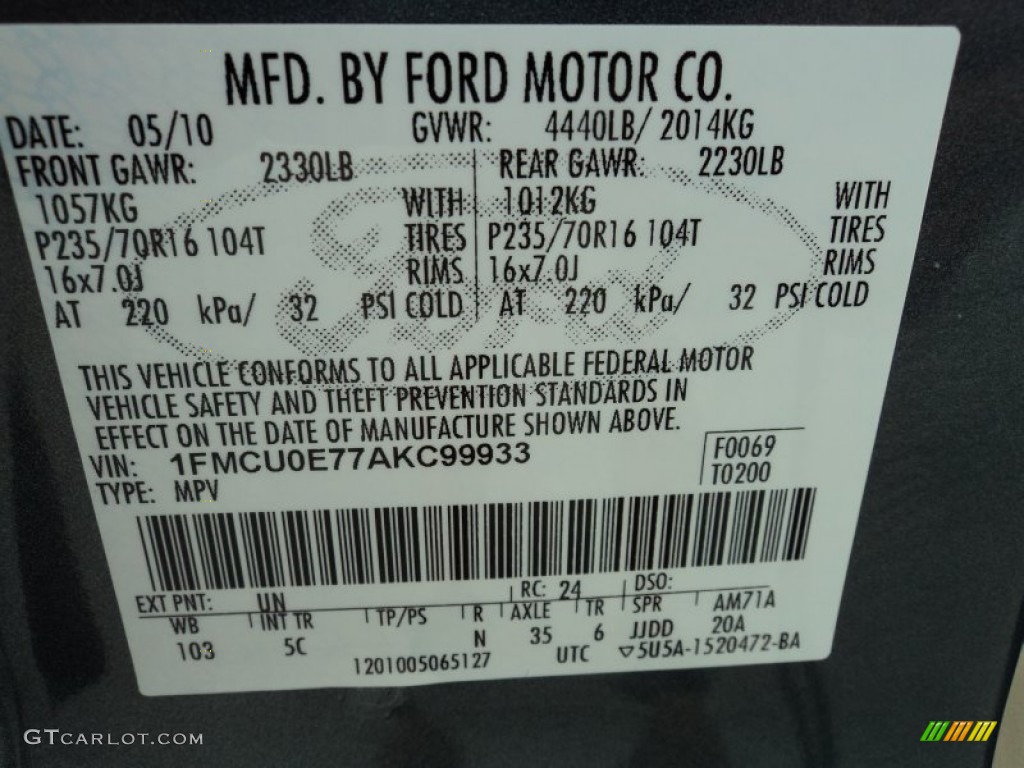 MFD. BY FORD MOTOR CO.
DATE: 05/10 GVWR: 4440LB/ 2014KG
FRONT GAWR: 2330LB REAR GAWR: 2230LB
1057KG WITH 1012KG WITH
P235/70R16 104T TIRES P235/70R16 104T TIRES
16x7.0J RIMS 16x7.0J RIMS
AT 220 kPa/ 32 PSI COLD AT 220 kPa/ 32 PSI COLD
Ford
THIS VEHICLE CONFORMS TO ALL APPLICABLE FEDERAL MOTOR
VEHICLE SAFETY AND THEFT PREVENTION STANDARDS IN
EFFECT ON THE DATE OF MANUFACTURE SHOWN ABOVE.
VIN: 1FMCU0E77AKC99933 F0069
TYPE: MPV T0200
EXT PNT: UN RC: 24 DSO:
WB INT TR TP/PS R AXLE TR SPR AM71A
103 5C N 35 6 JJDD 20A
1201005065127 UTC ▽5U5A-1520472-BA
GTCARLOT.COM